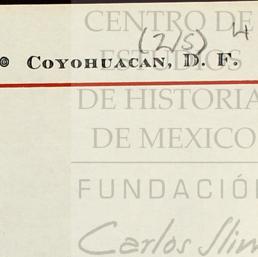 CENTRO DE
(2/5) 4
ESTUDIOS
© COYOHUACAN, D. F.
DE HISTORIA
DE MEXICO
FUNDACIÓN
Carlos Slim